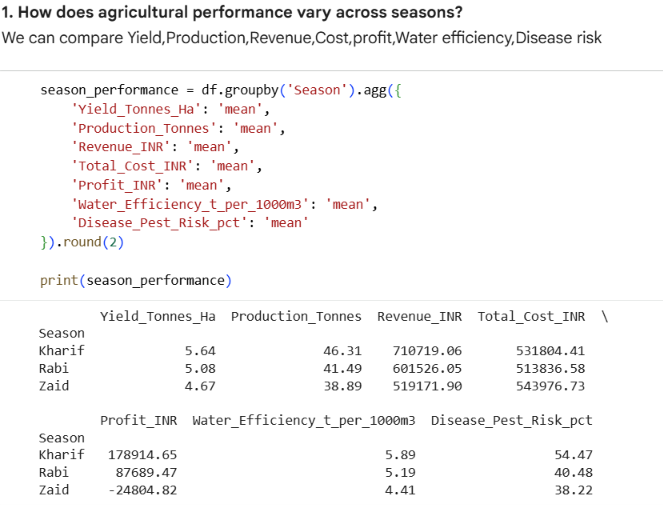 1. How does agricultural performance vary across seasons?
We can compare Yield,Production,Revenue,Cost,profit,Water efficiency,Disease risk
season_performance = df.groupby('Season').agg({
    'Yield_Tonnes_Ha': 'mean',
    'Production_Tonnes': 'mean',
    'Revenue_INR': 'mean',
    'Total_Cost_INR': 'mean',
    'Profit_INR': 'mean',
    'Water_Efficiency_t_per_1000m3': 'mean',
    'Disease_Pest_Risk_pct': 'mean'
}).round(2)
print(season_performance)
        Yield_Tonnes_Ha  Production_Tonnes  Revenue_INR  Total_Cost_INR  \
Season
Kharif             5.64              46.31    710719.06       531804.41
Rabi               5.08              41.49    601526.05       513836.58
Zaid               4.67              38.89    519171.90       543976.73
        Profit_INR  Water_Efficiency_t_per_1000m3  Disease_Pest_Risk_pct
Season
Kharif   178914.65                           5.89                  54.47
Rabi      87689.47                           5.19                  40.48
Zaid     -24804.82                           4.41                  38.22